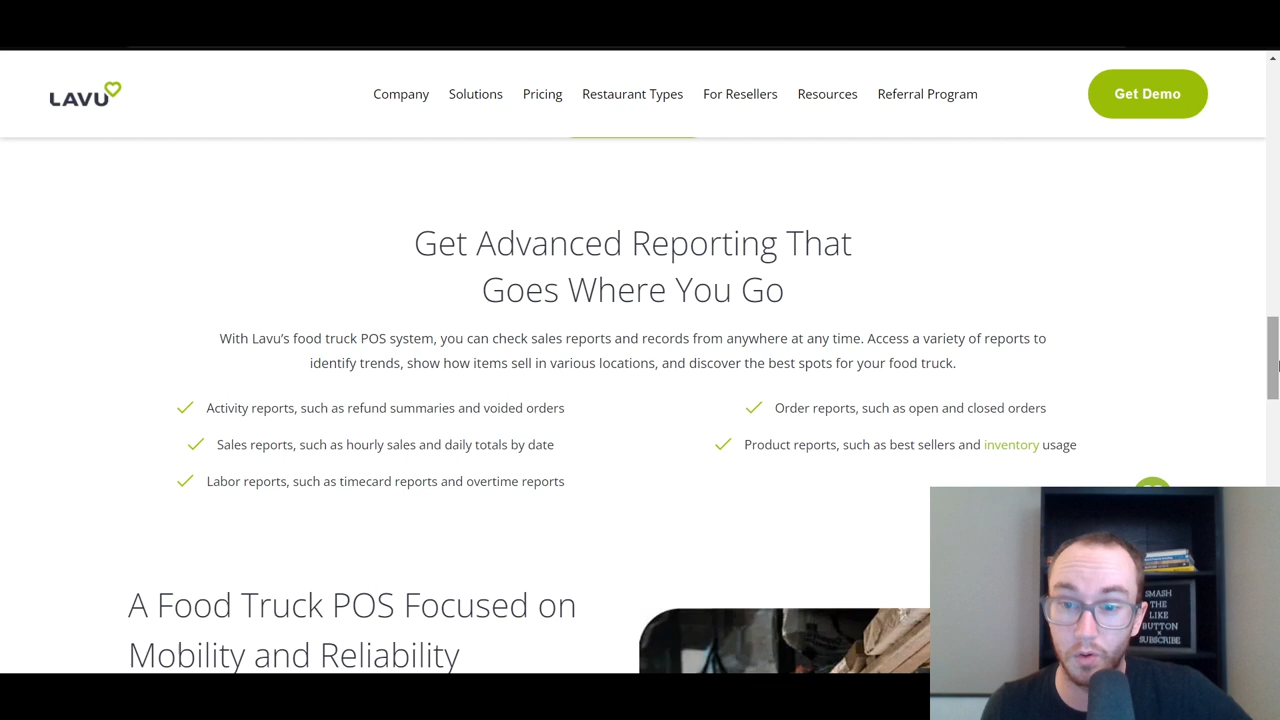 LAVU
Company
Solutions
Pricing
Restaurant Types
For Resellers
Resources
Referral Program
Get Demo
Get Advanced Reporting That
Goes Where You Go
With Lavu’s food truck POS system, you can check sales reports and records from anywhere at any time. Access a variety of reports to
identify trends, show how items sell in various locations, and discover the best spots for your food truck.
Activity reports, such as refund summaries and voided orders
Sales reports, such as hourly sales and daily totals by date
Labor reports, such as timecard reports and overtime reports
Order reports, such as open and closed orders
Product reports, such as best sellers and inventory usage
A Food Truck POS Focused on
Mobility and Reliability
SMASH
THE
LIKE
BUTTON
SUBSCRIBE